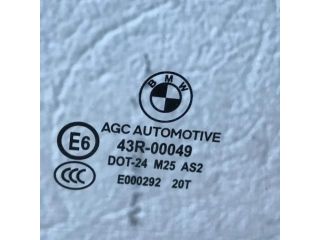 BMW
AGC AUTOMOTIVE
E6 43R-00049
DOT-24 M25 AS2
CCC
E000292 20T